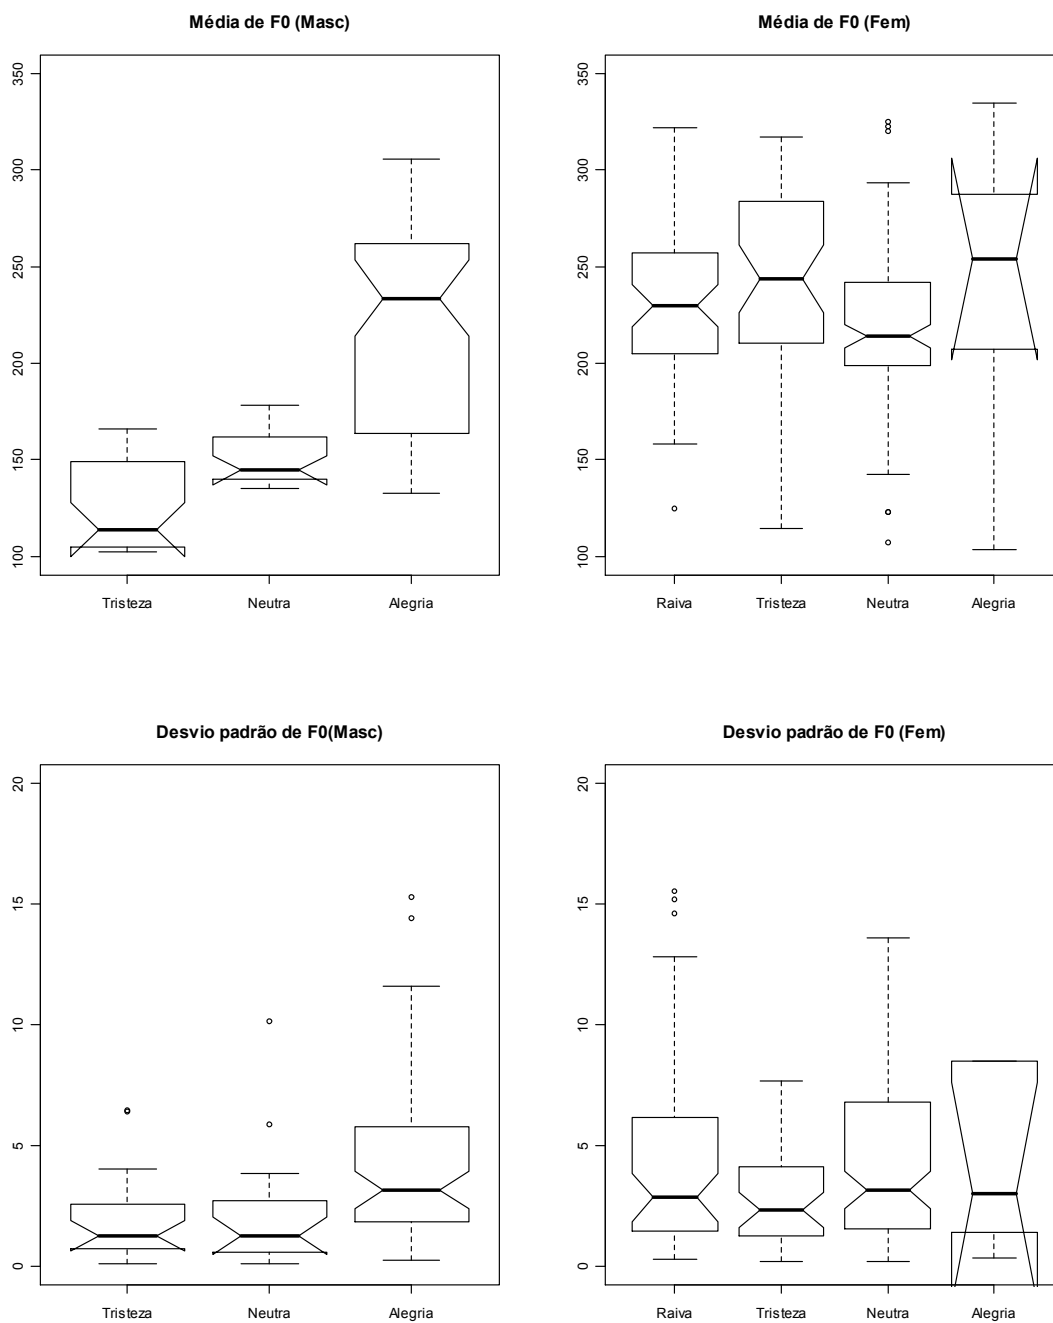 Média de F0 (Masc)
350
300
250
200
150
100
Tristeza Neutra Alegria
Média de F0 (Fem)
350
300
250
200
150
100
Raiva Tristeza Neutra Alegria
Desvio padrão de F0(Masc)
20
15
10
5
0
Tristeza Neutra Alegria
Desvio padrão de F0 (Fem)
20
15
10
5
0
Raiva Tristeza Neutra Alegria